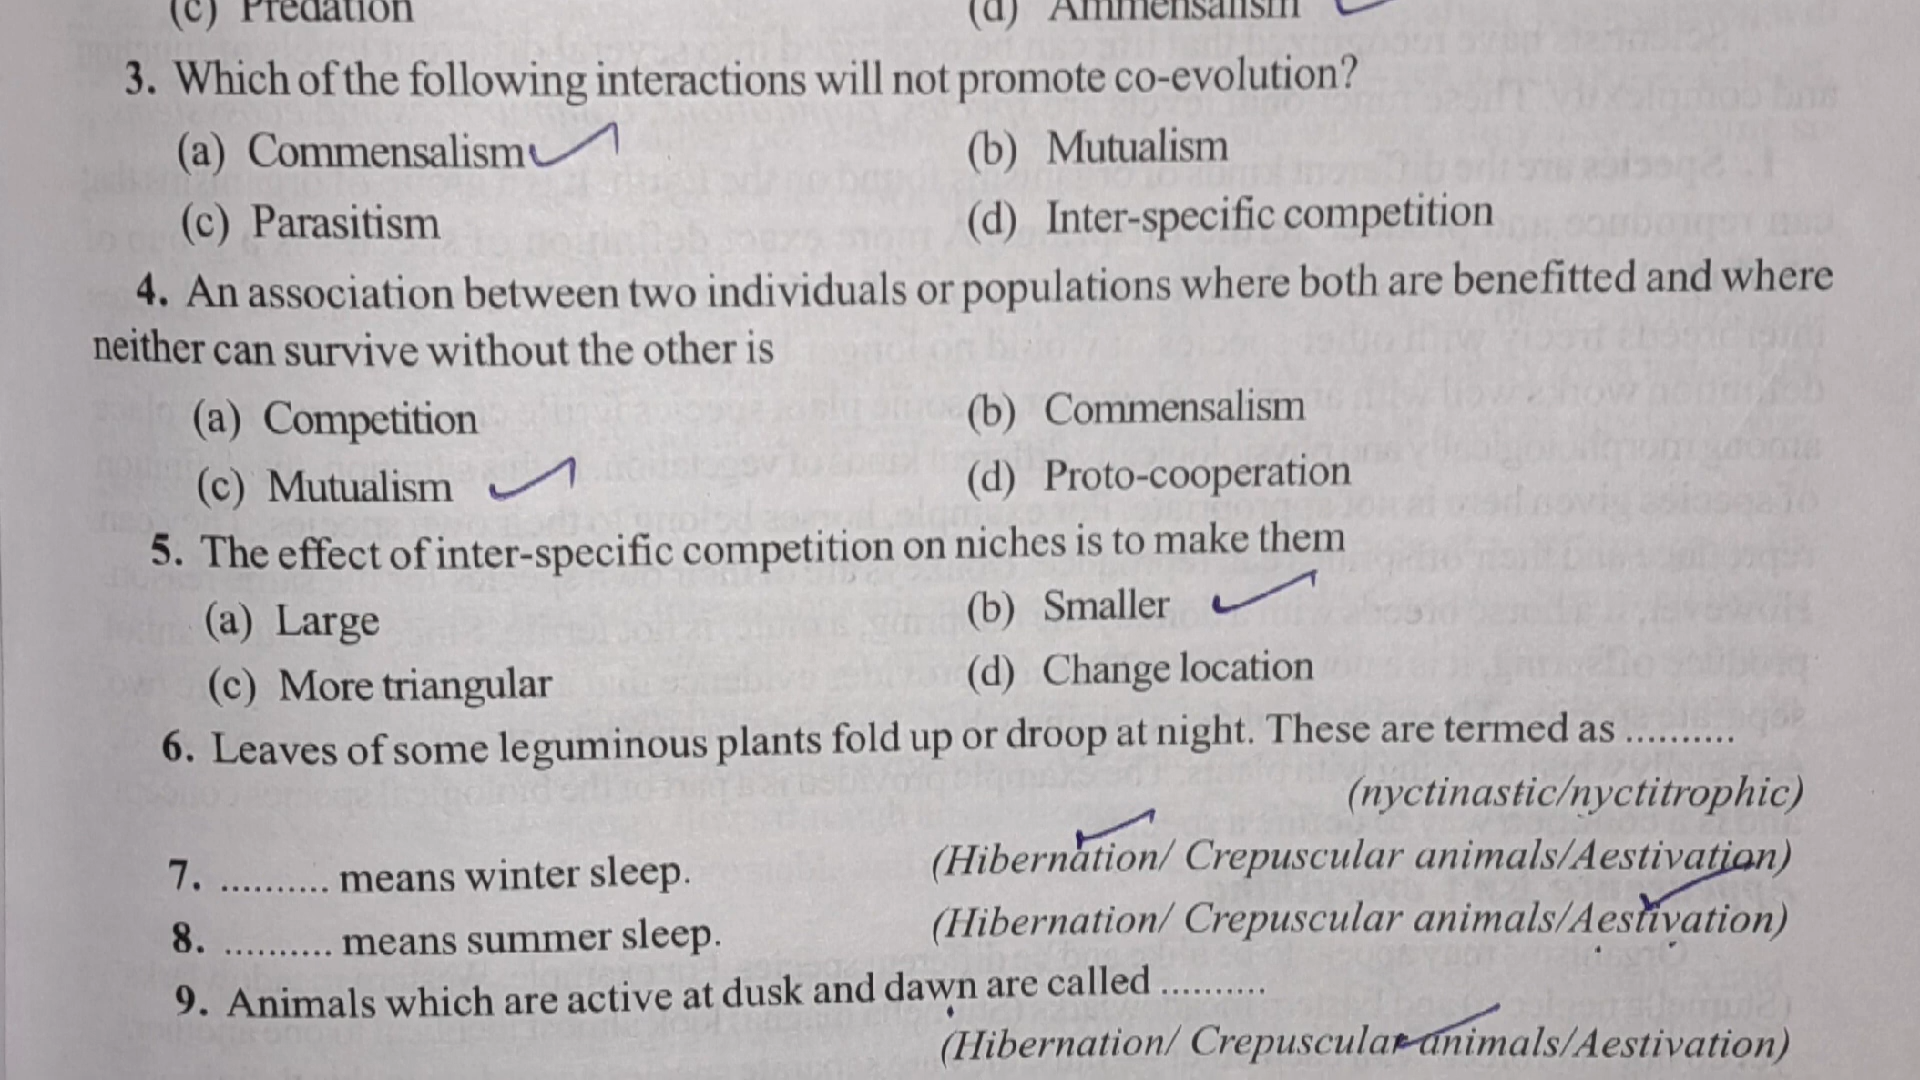 (c) Predation (d) Ammensalism
3. Which of the following interactions will not promote co-evolution?
(a) Commensalism (b) Mutualism
(c) Parasitism (d) Inter-specific competition
4. An association between two individuals or populations where both are benefitted and where
neither can survive without the other is
(a) Competition (b) Commensalism
(c) Mutualism (d) Proto-cooperation
5. The effect of inter-specific competition on niches is to make them
(a) Large (b) Smaller
(c) More triangular (d) Change location
6. Leaves of some leguminous plants fold up or droop at night. These are termed as ..........
(nyctinastic/nyctitrophic)
7. .......... means winter sleep. (Hibernation/ Crepuscular animals/Aestivation)
8. .......... means summer sleep. (Hibernation/ Crepuscular animals/Aestivation)
9. Animals which are active at dusk and dawn are called ..........
(Hibernation/ Crepuscular animals/Aestivation)